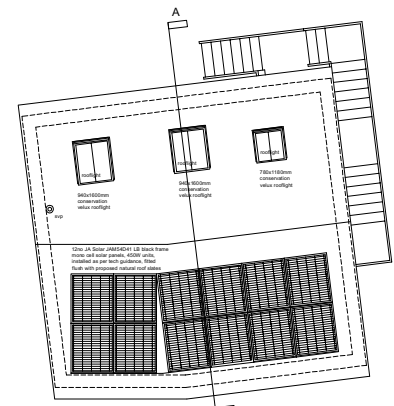 A
rooflight
rooflight
rooflight
940x1600mm
conservation
velux rooflight
940x1600mm
conservation
velux rooflight
780x1180mm
conservation
velux rooflight
svp
12no JA Solar JAM54D41 LB black frame
mono cell solar panels, 450W units,
installed as per tech guidance, fitted
flush with proposed natural roof slates